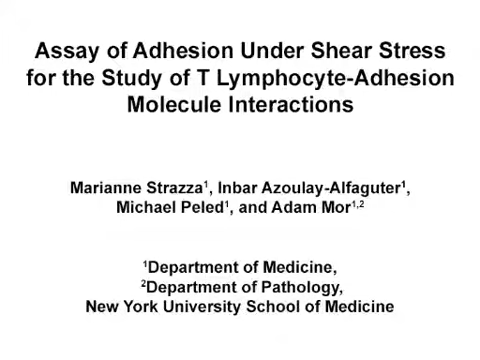 Assay of Adhesion Under Shear Stress
for the Study of T Lymphocyte-Adhesion
Molecule Interactions
Marianne Strazza¹, Inbar Azoulay-Alfaguter¹,
Michael Peled¹, and Adam Mor¹,²
¹Department of Medicine,
²Department of Pathology,
New York University School of Medicine